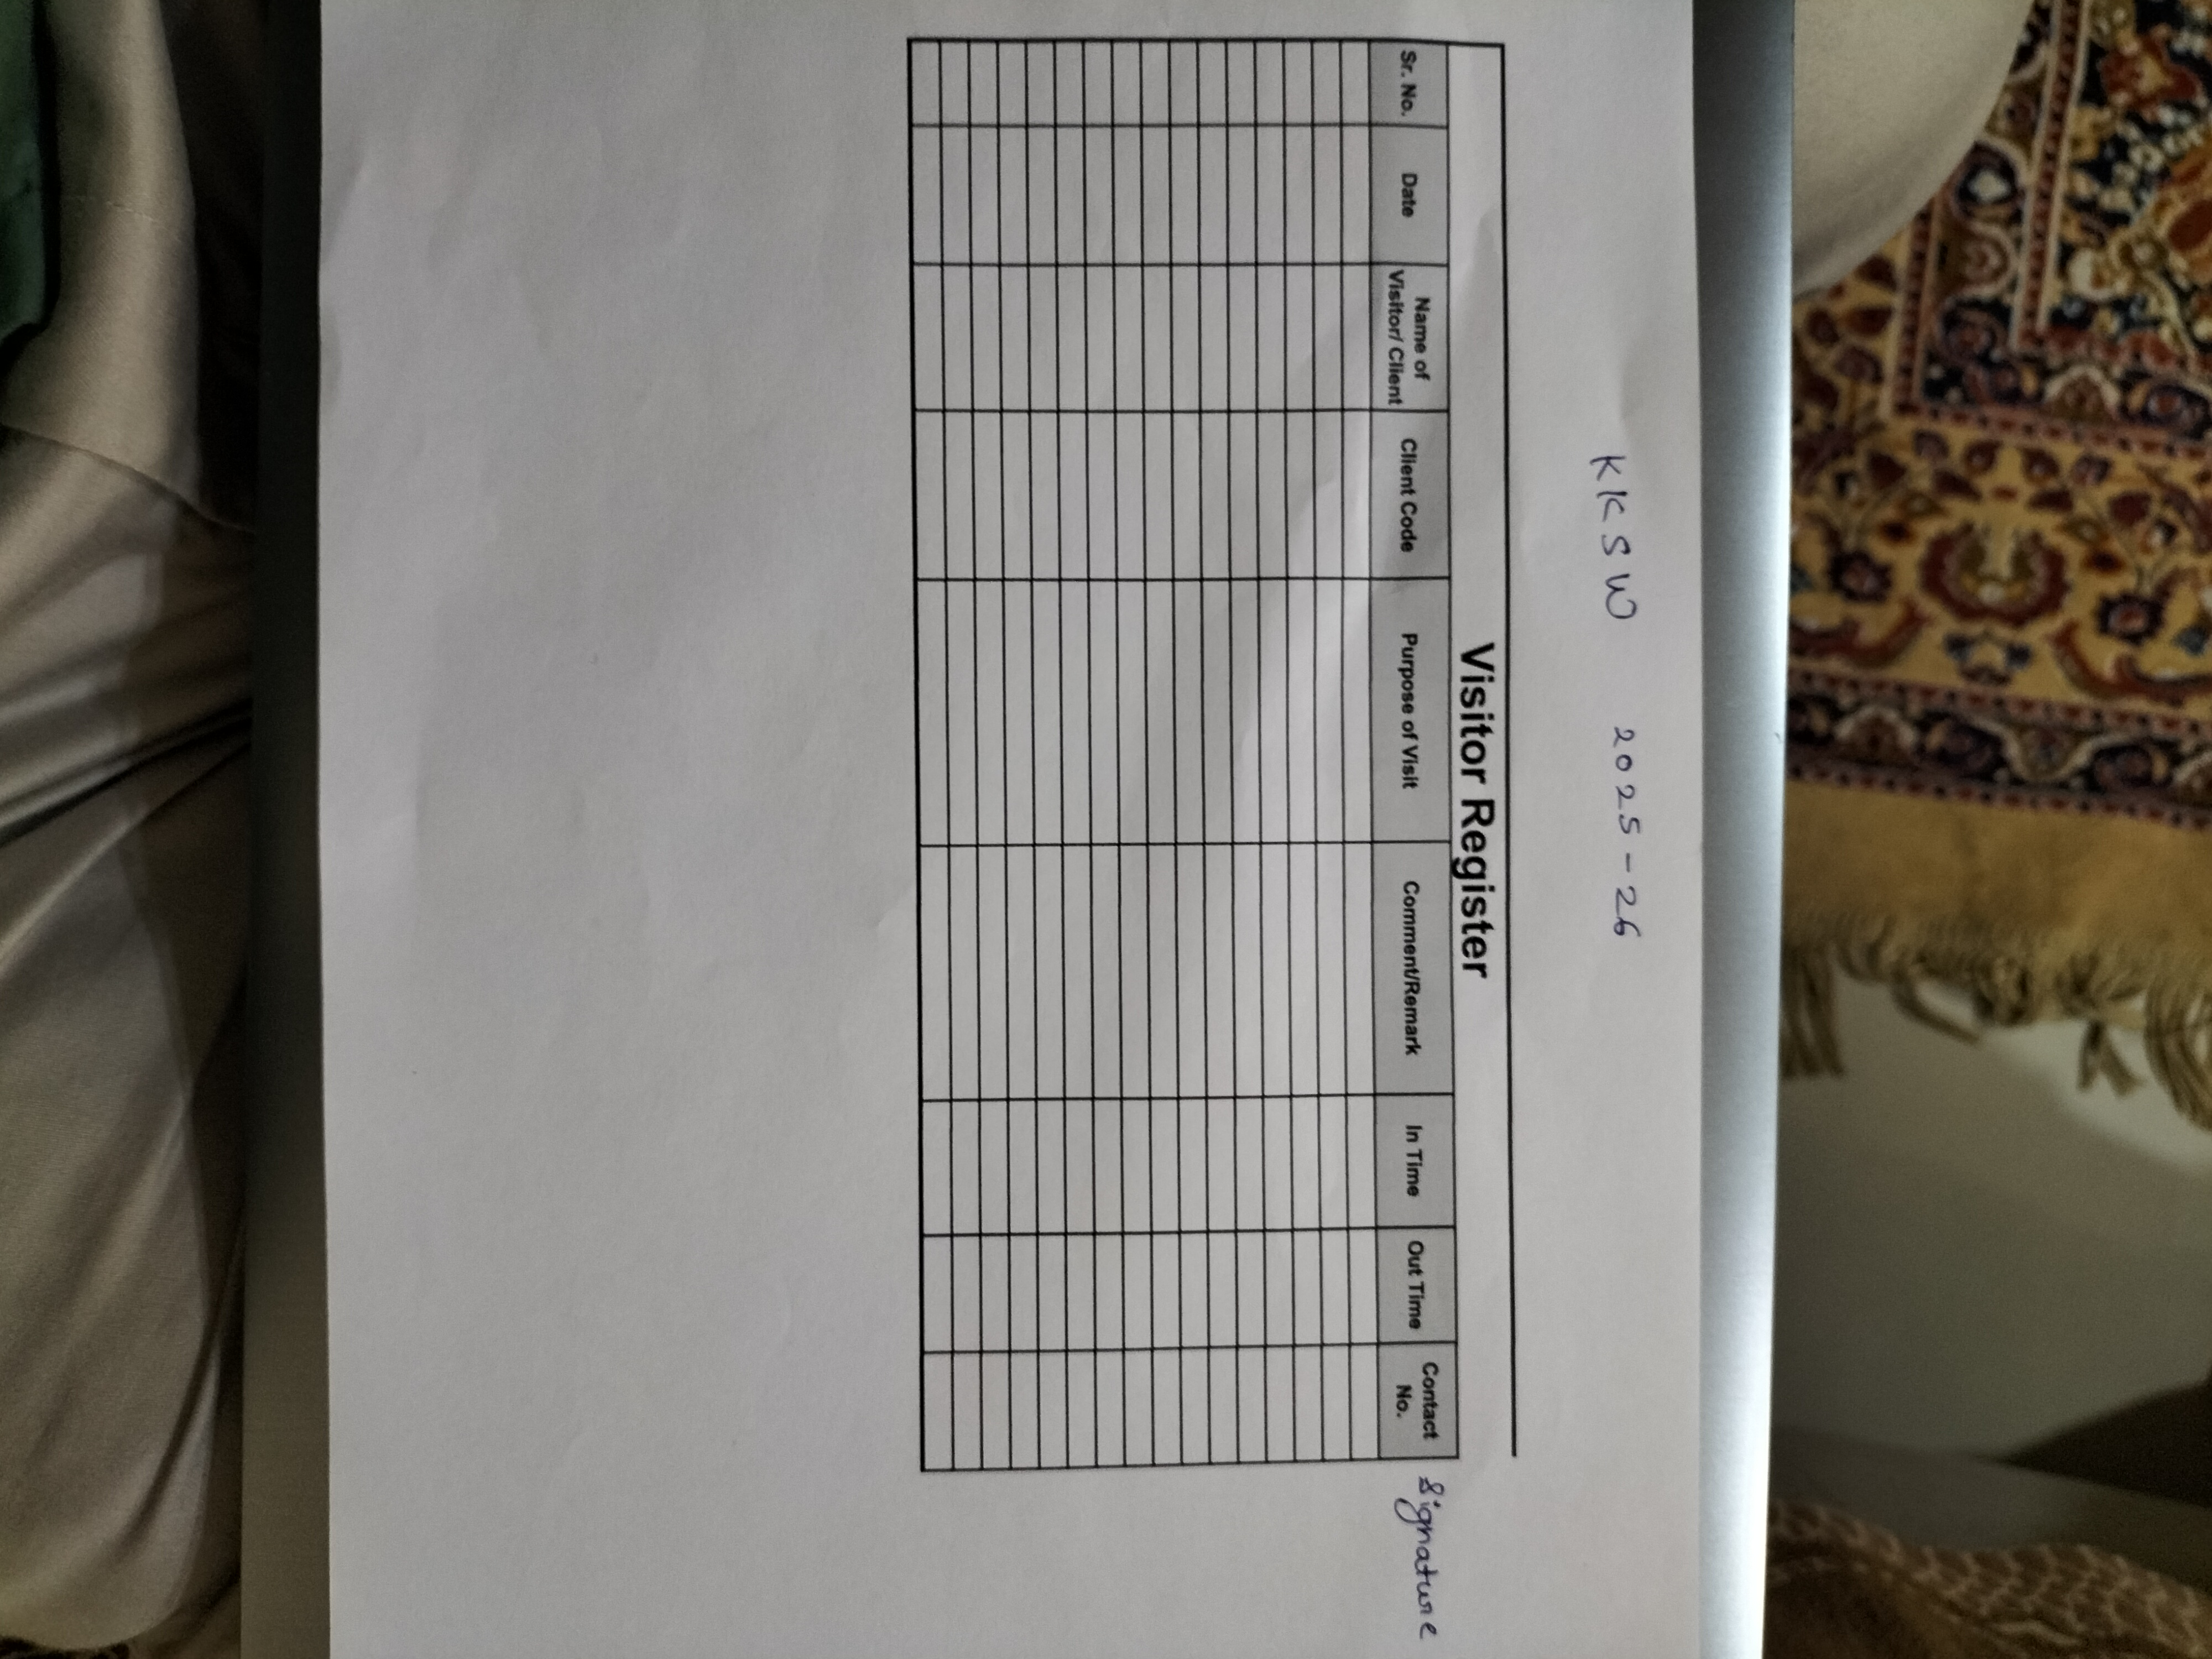 KKSW 2025-26
Visitor Register
Sr. No. Date Name of Visitor/ Client Client Code Purpose of Visit Comment/Remark In Time Out Time Contact No. Signature